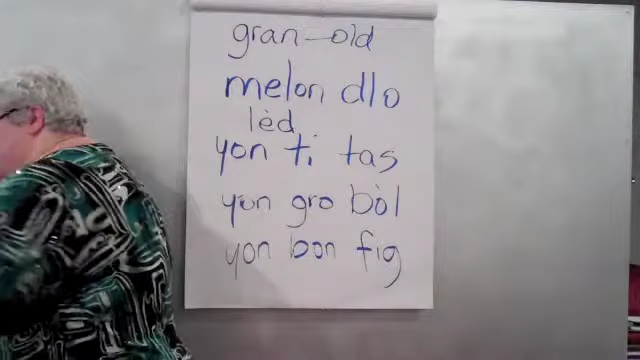 gran - old
melon dlo
lèd
yon ti tas
yon gro bòl
yon bon fig